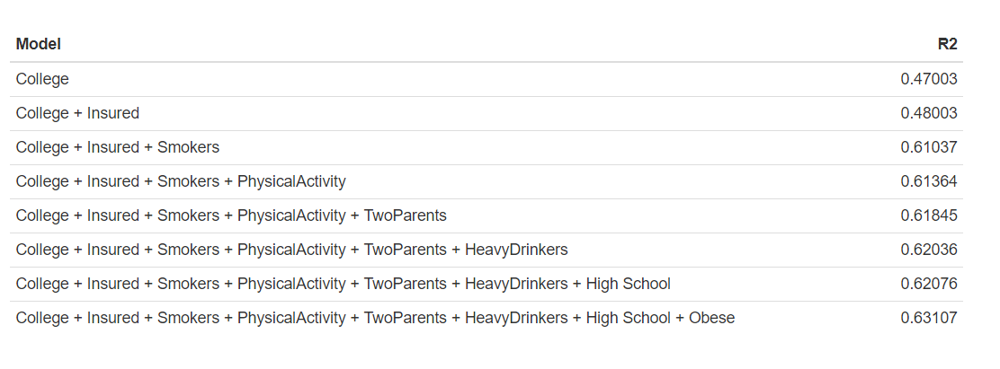 Model R2
College 0.47003
College + Insured 0.48003
College + Insured + Smokers 0.61037
College + Insured + Smokers + PhysicalActivity 0.61364
College + Insured + Smokers + PhysicalActivity + TwoParents 0.61845
College + Insured + Smokers + PhysicalActivity + TwoParents + HeavyDrinkers 0.62036
College + Insured + Smokers + PhysicalActivity + TwoParents + HeavyDrinkers + High School 0.62076
College + Insured + Smokers + PhysicalActivity + TwoParents + HeavyDrinkers + High School + Obese 0.63107